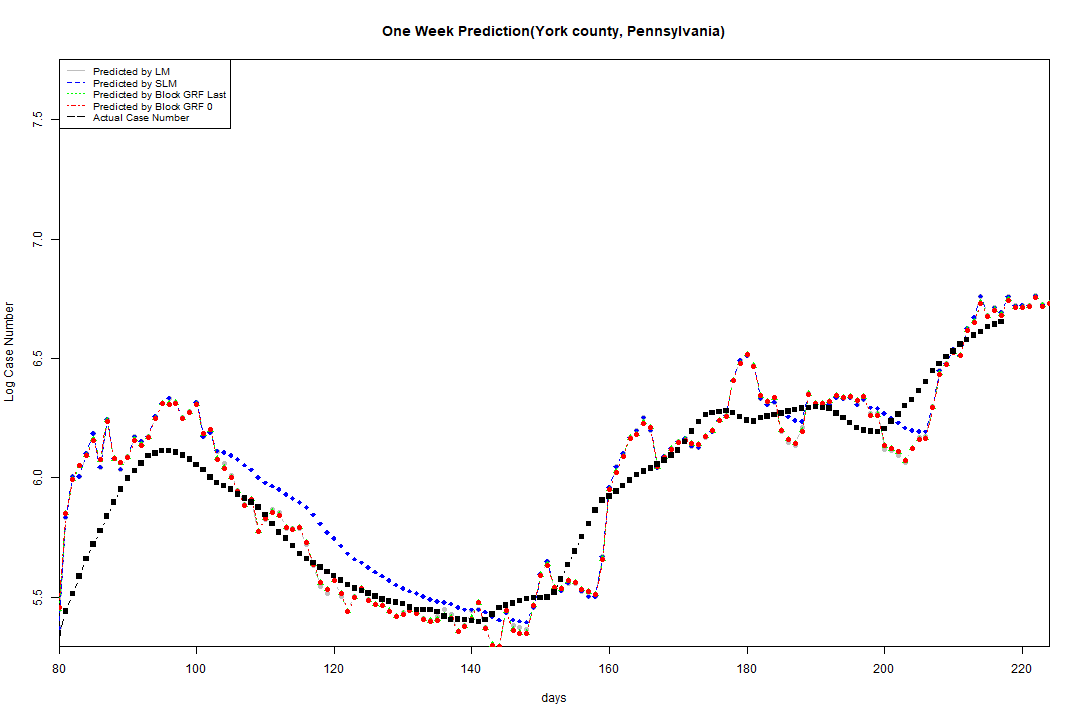 One Week Prediction(York county, Pennsylvania)
Predicted by LM
Predicted by SLM
Predicted by Block GRF Last
Predicted by Block GRF 0
Actual Case Number
7.5
7.0
6.5
6.0
5.5
Log Case Number
80 100 120 140 160 180 200 220
days